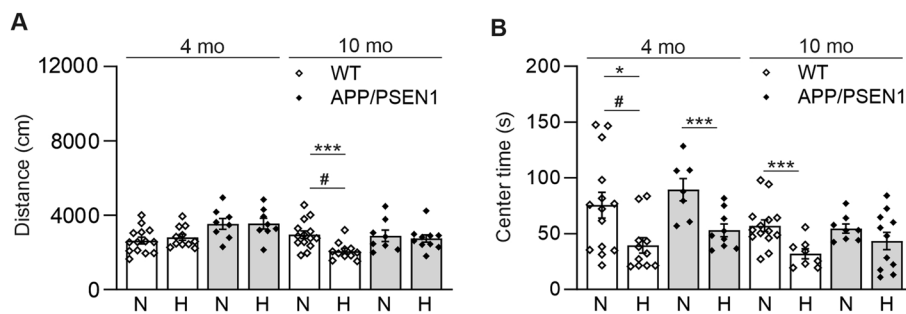 A
4 mo 10 mo
12000
WT
APP/PSEN1
8000
***
#
4000
0
N H N H N H N H
Distance (cm)
B
4 mo 10 mo
200
WT
*
APP/PSEN1
#
150
***
***
100
50
0
N H N H N H N H
Center time (s)